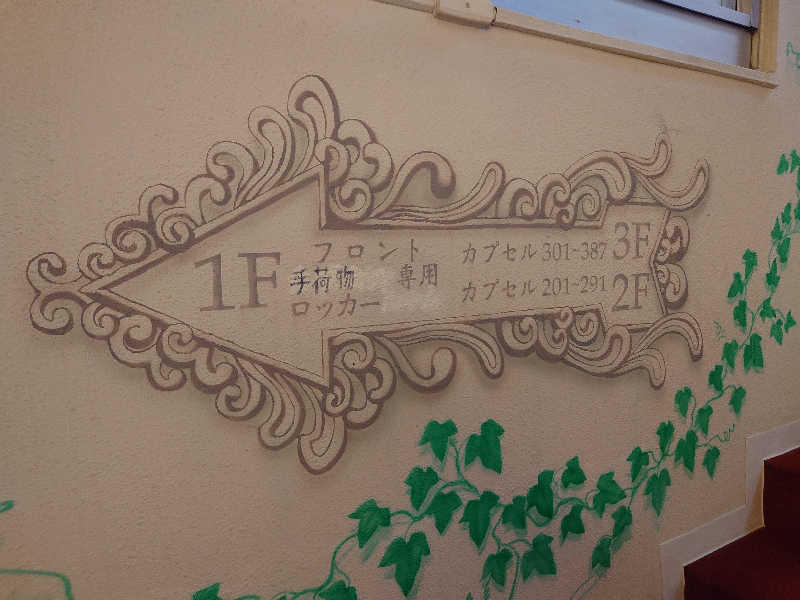 1F
フロント
手荷物 専用
ロッカー
カプセル 301~387 3F
カプセル 201~291 2F